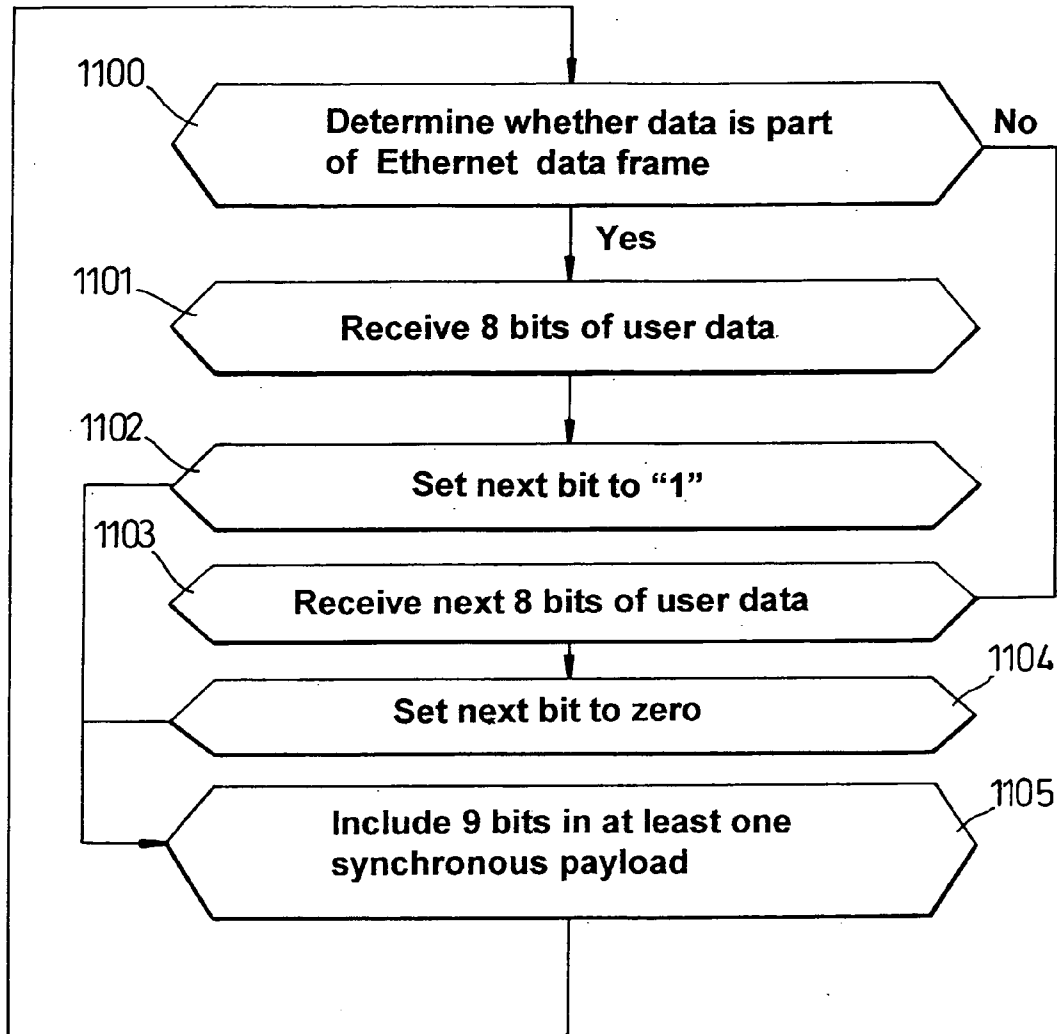 1100
Determine whether data is part
of Ethernet data frame
No
Yes
1101
Receive 8 bits of user data
1102
Set next bit to “1”
1103
Receive next 8 bits of user data
1104
Set next bit to zero
1105
Include 9 bits in at least one
synchronous payload